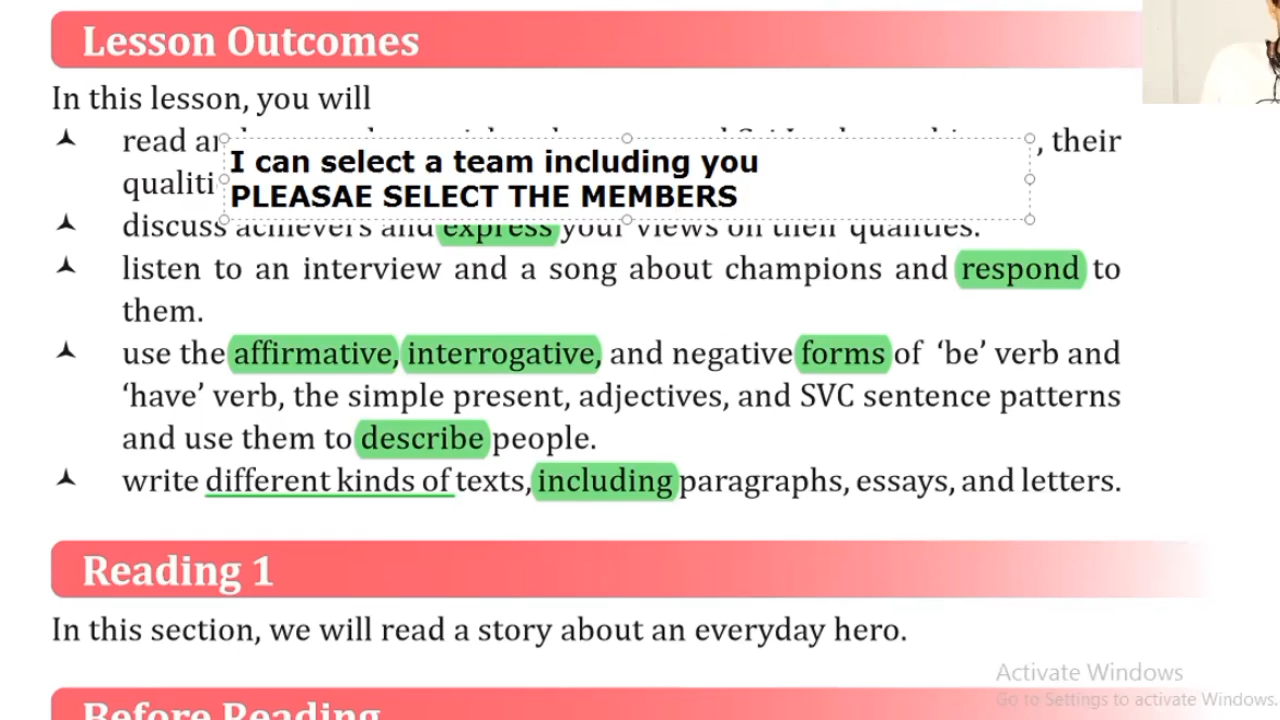 Lesson Outcomes
In this lesson, you will
read , their
I can select a team including you
PLEASAE SELECT THE MEMBERS
discuss achievers and express your views on their qualities.
listen to an interview and a song about champions and respond to
them.
use the affirmative, interrogative, and negative forms of ‘be’ verb and
‘have’ verb, the simple present, adjectives, and SVC sentence patterns
and use them to describe people.
write different kinds of texts, including paragraphs, essays, and letters.
Reading 1
In this section, we will read a story about an everyday hero.
Before Reading
Activate Windows
Go to Settings to activate Windows.